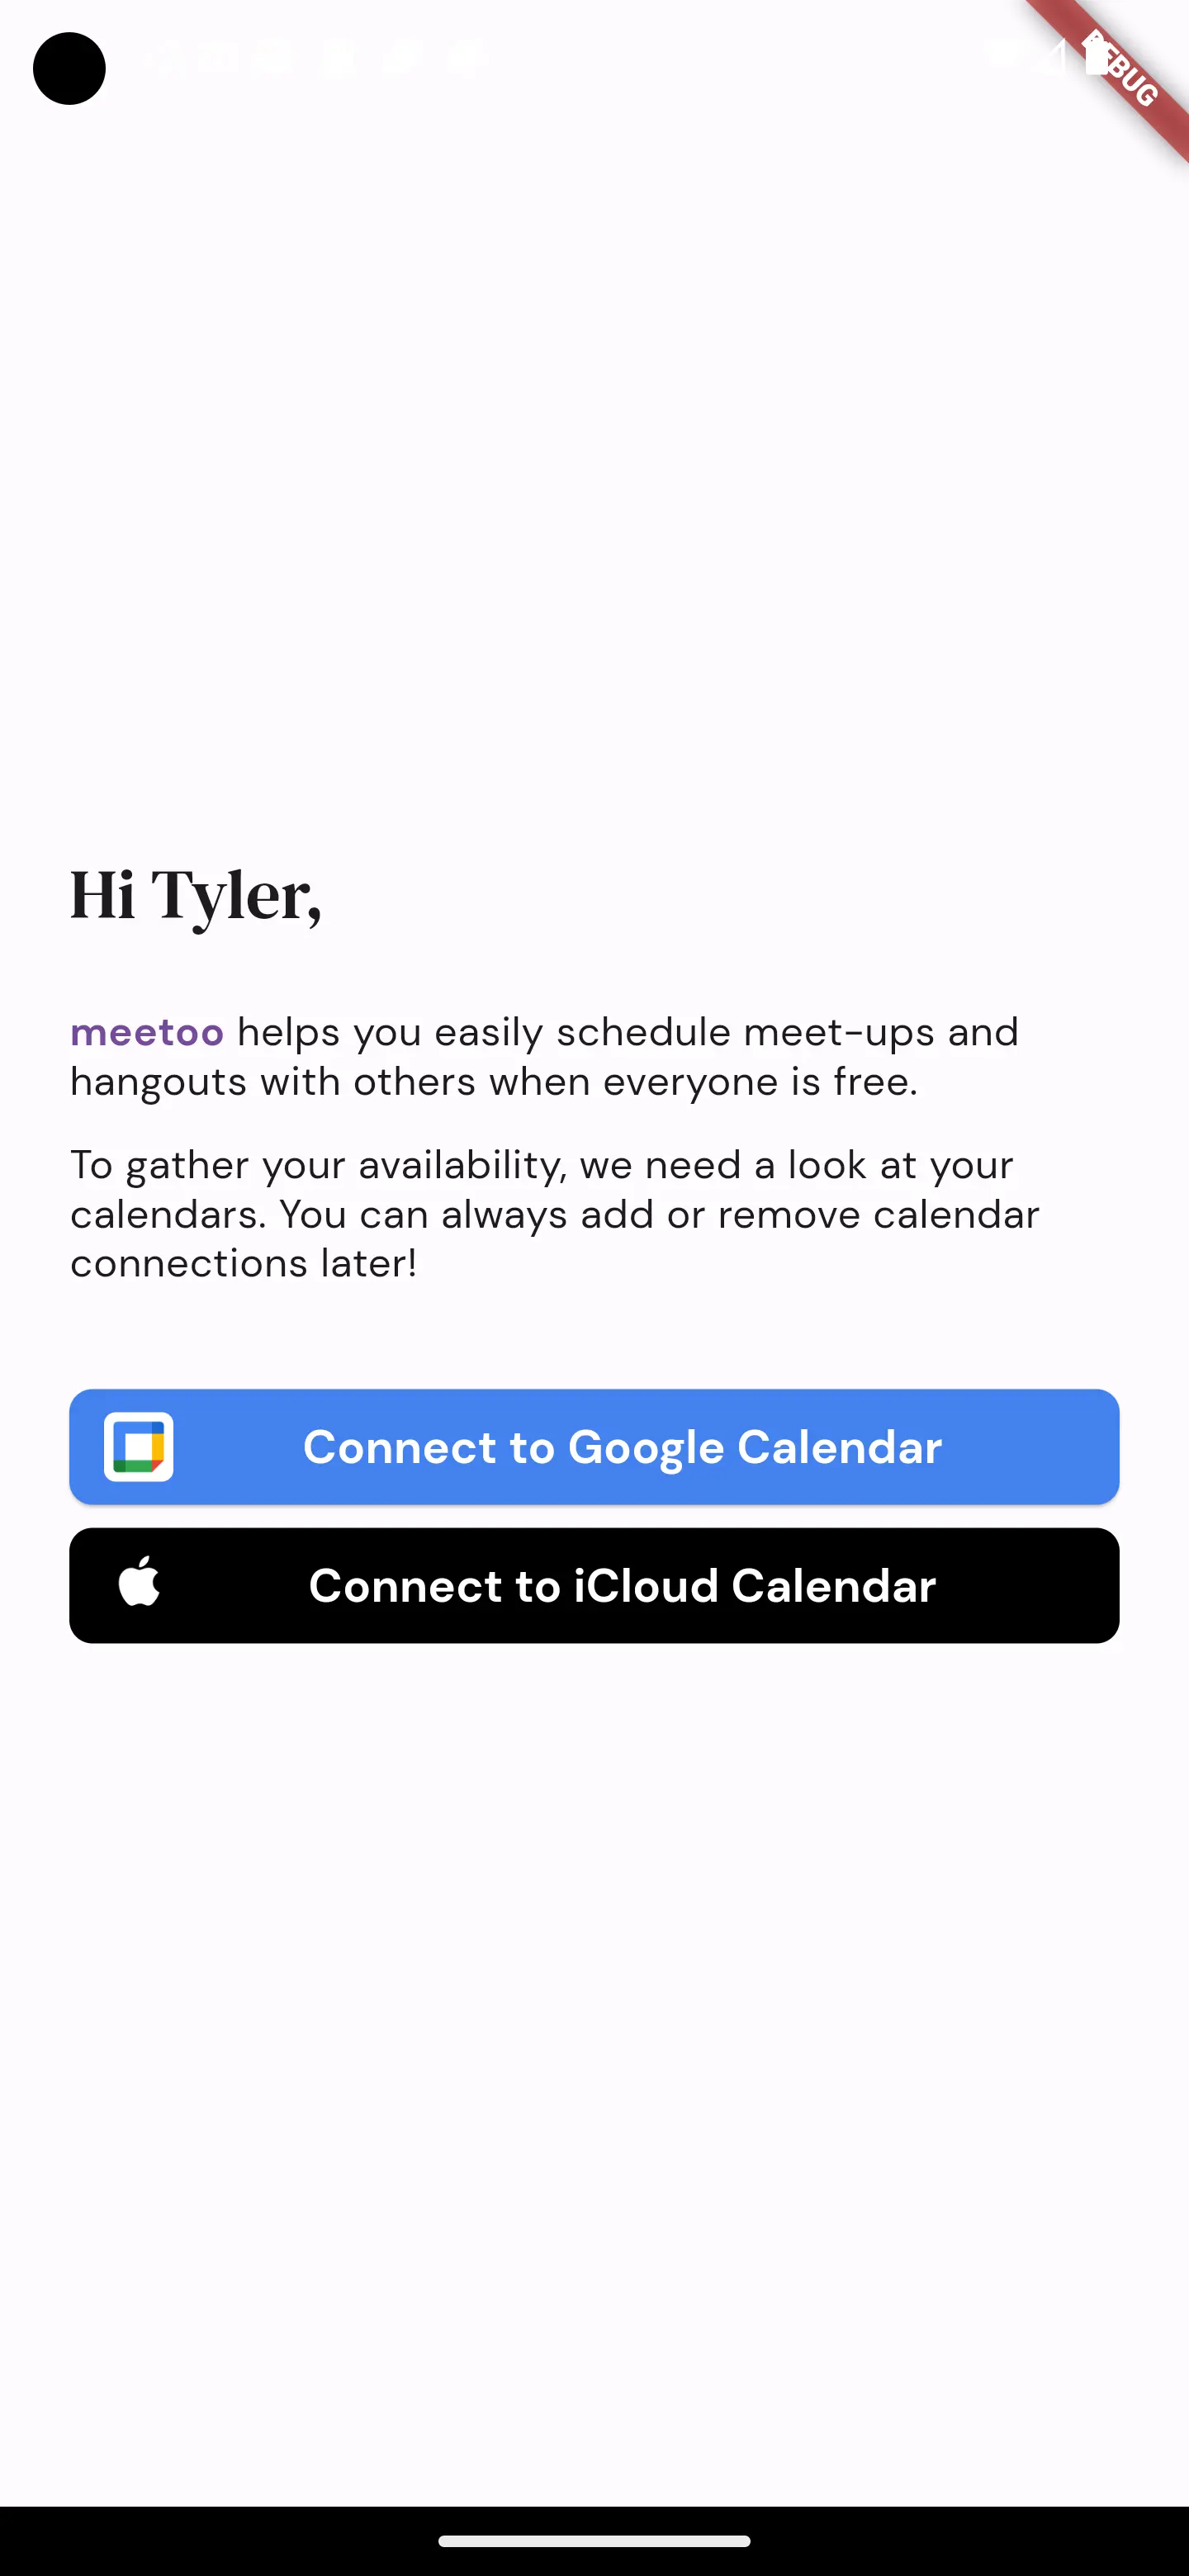 DEBUG
Hi Tyler,
meetoo helps you easily schedule meet-ups and
hangouts with others when everyone is free.
To gather your availability, we need a look at your
calendars. You can always add or remove calendar
connections later!
Connect to Google Calendar
Connect to iCloud Calendar